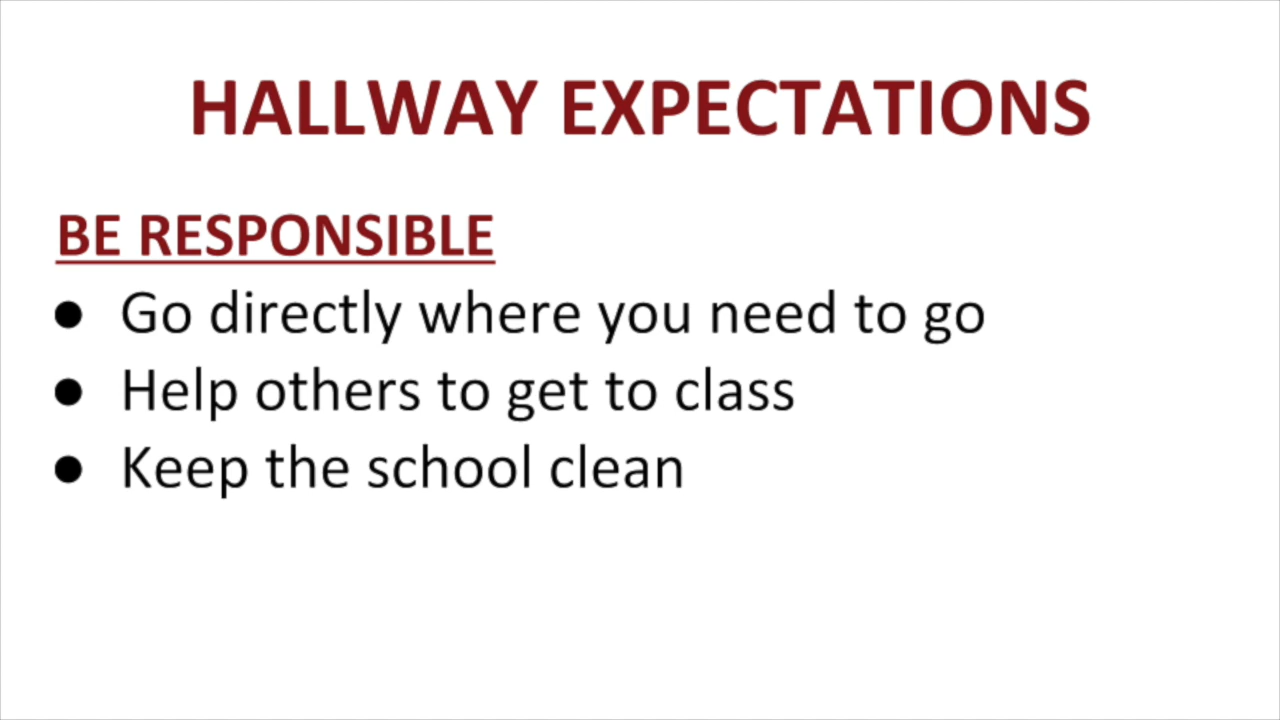 HALLWAY EXPECTATIONS
BE RESPONSIBLE
● Go directly where you need to go
● Help others to get to class
● Keep the school clean